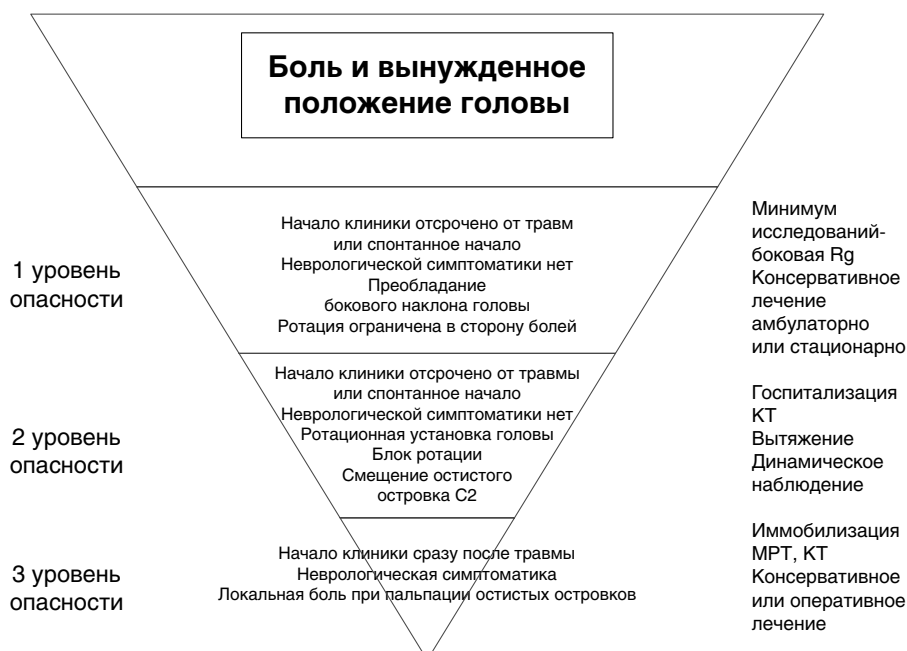 Боль и вынужденное
положение головы
1 уровень
опасности
Начало клиники отсрочено от травм
или спонтанное начало
Неврологической симптоматики нет
Преобладание
бокового наклона головы
Ротация ограничена в сторону болей
Минимум
исследований-
боковая Rg
Консервативное
лечение
амбулаторно
или стационарно
2 уровень
опасности
Начало клиники отсрочено от травмы
или спонтанное начало
Неврологической симптоматики нет
Ротационная установка головы
Блок ротации
Смещение остистого
островка С2
Госпитализация
КТ
Вытяжение
Динамическое
наблюдение
3 уровень
опасности
Начало клиники сразу после травмы
Неврологическая симптоматика
Локальная боль при пальпации остистых островков
Иммобилизация
МРТ, КТ
Консервативное
или оперативное
лечение